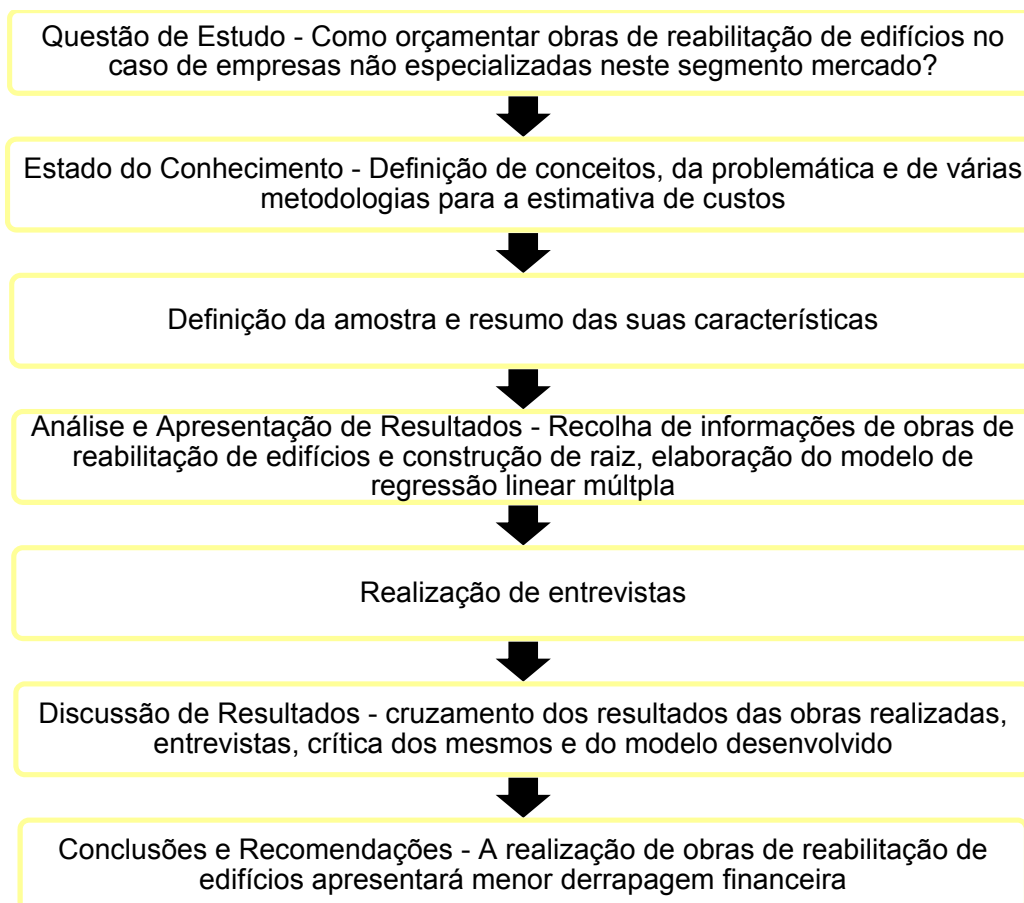 Questão de Estudo - Como orçamentar obras de reabilitação de edifícios no
caso de empresas não especializadas neste segmento mercado?
Estado do Conhecimento - Definição de conceitos, da problemática e de várias
metodologias para a estimativa de custos
Definição da amostra e resumo das suas características
Análise e Apresentação de Resultados - Recolha de informações de obras de
reabilitação de edifícios e construção de raiz, elaboração do modelo de
regressão linear múltpla
Realização de entrevistas
Discussão de Resultados - cruzamento dos resultados das obras realizadas,
entrevistas, crítica dos mesmos e do modelo desenvolvido
Conclusões e Recomendações - A realização de obras de reabilitação de
edifícios apresentará menor derrapagem financeira